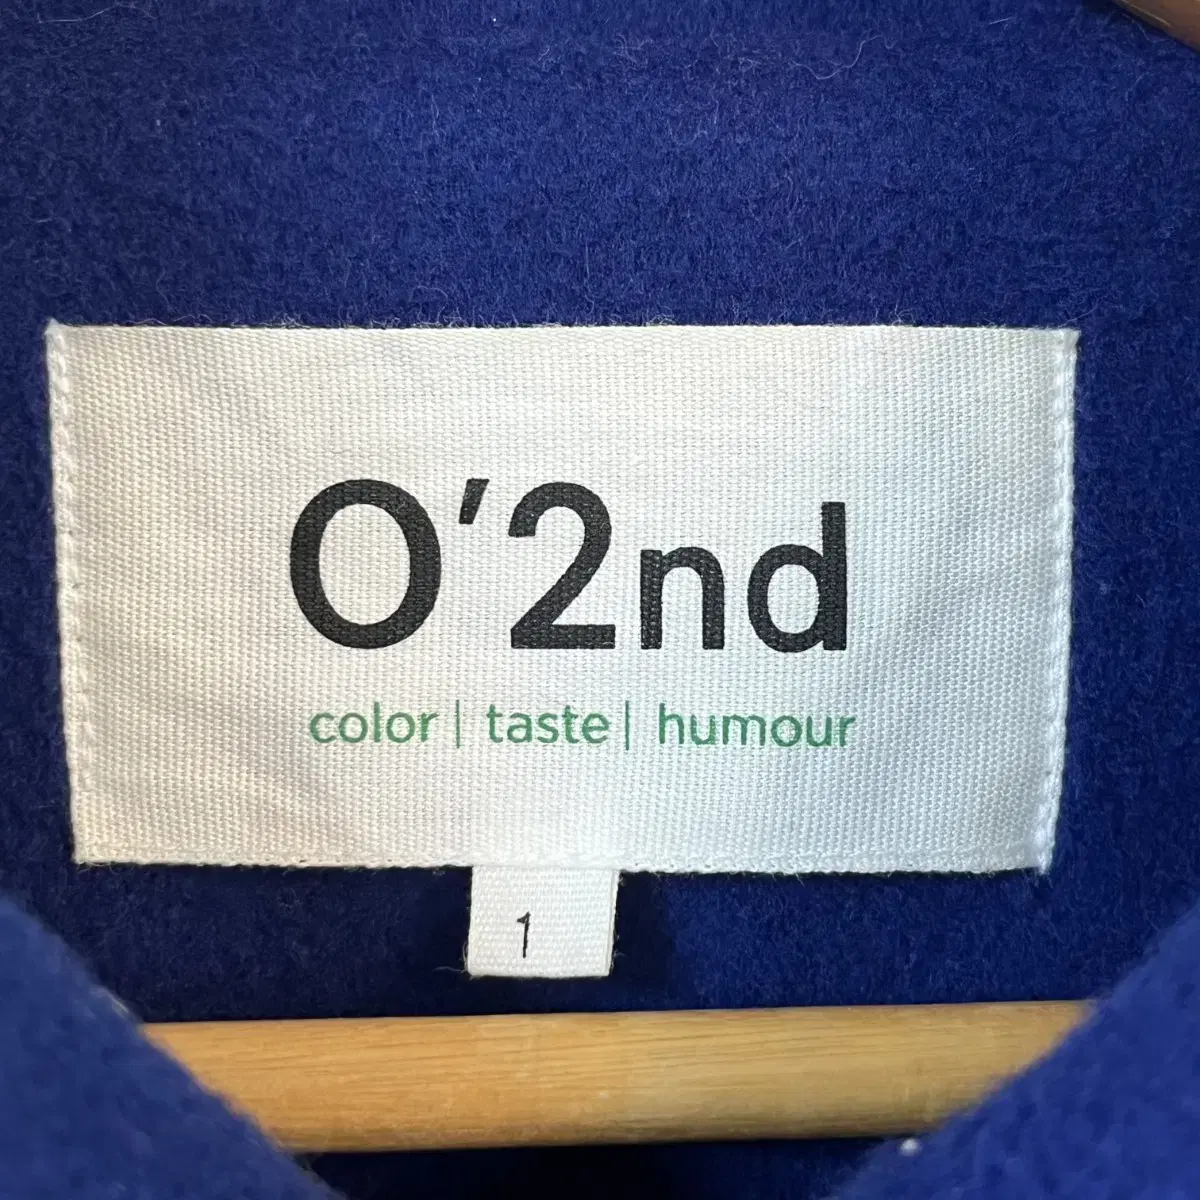 O'2nd
color | taste | humour
1